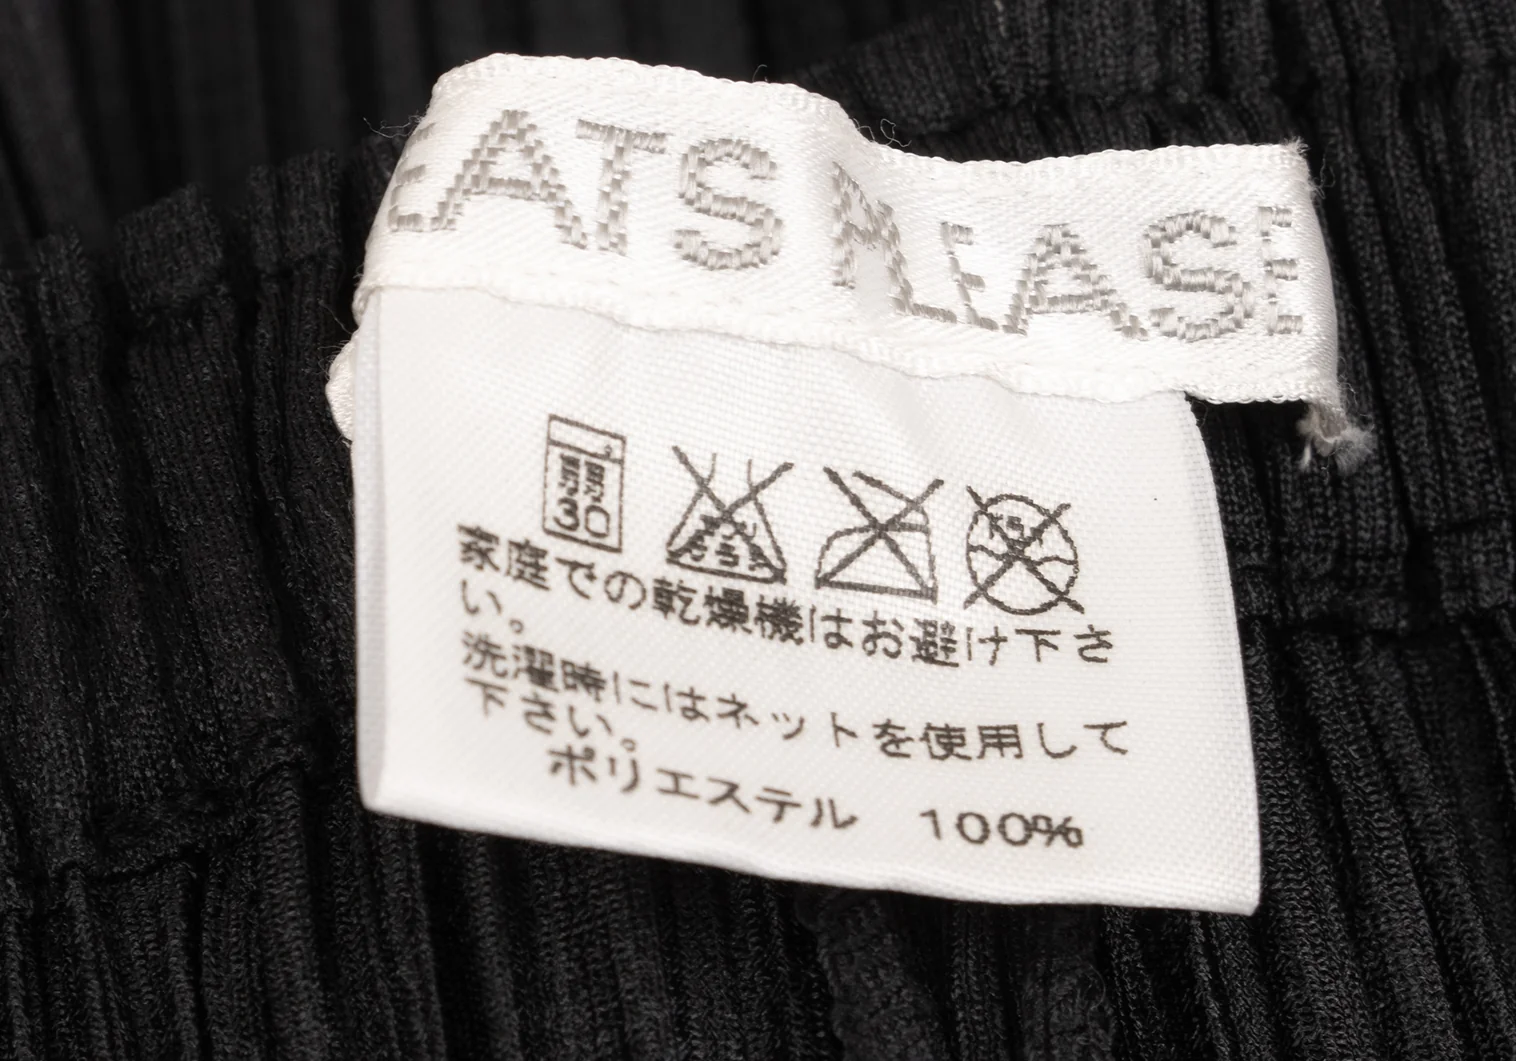 EATS PLEASE
弱
30
家庭での乾燥機はお避け下さ
い。
洗濯時にはネットを使用して
下さい。
ポリエステル 100%